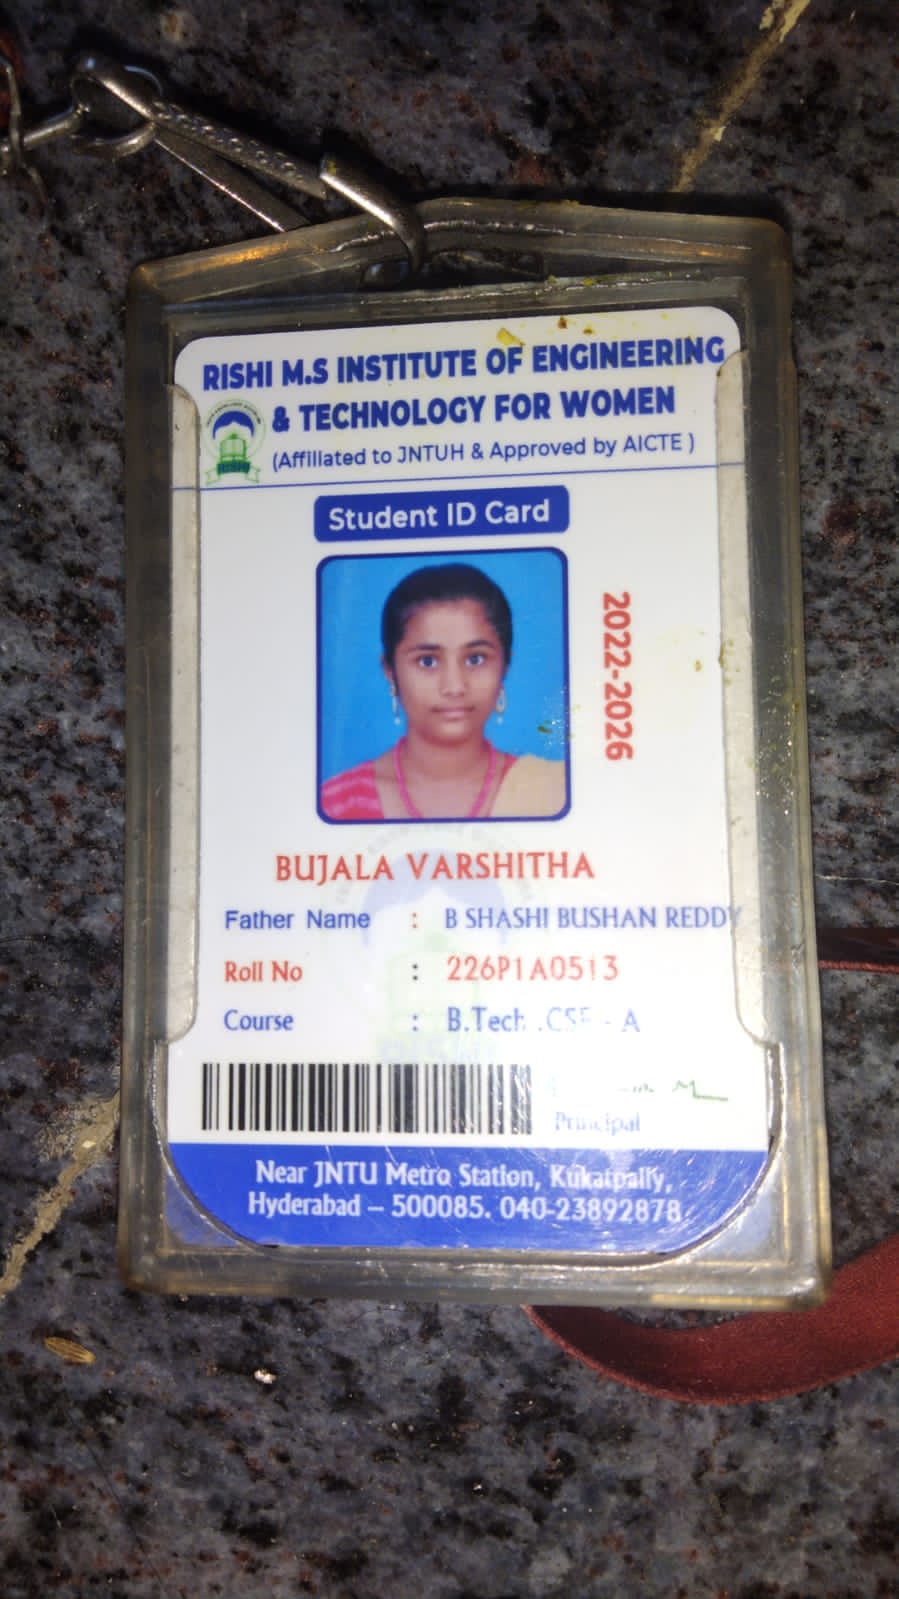 RISHI M.S INSTITUTE OF ENGINEERING
& TECHNOLOGY FOR WOMEN
(Affiliated to JNTUH & Approved by AICTE )
Student ID Card
2022-2026
BUJALA VARSHITHA
Father Name : B SHASHI BUSHAN REDDY
Roll No : 226P1A0513
Course : B.Tech .CSE - A
Principal
Near JNTU Metro Station, Kukatpally,
Hyderabad – 500085. 040-23892878